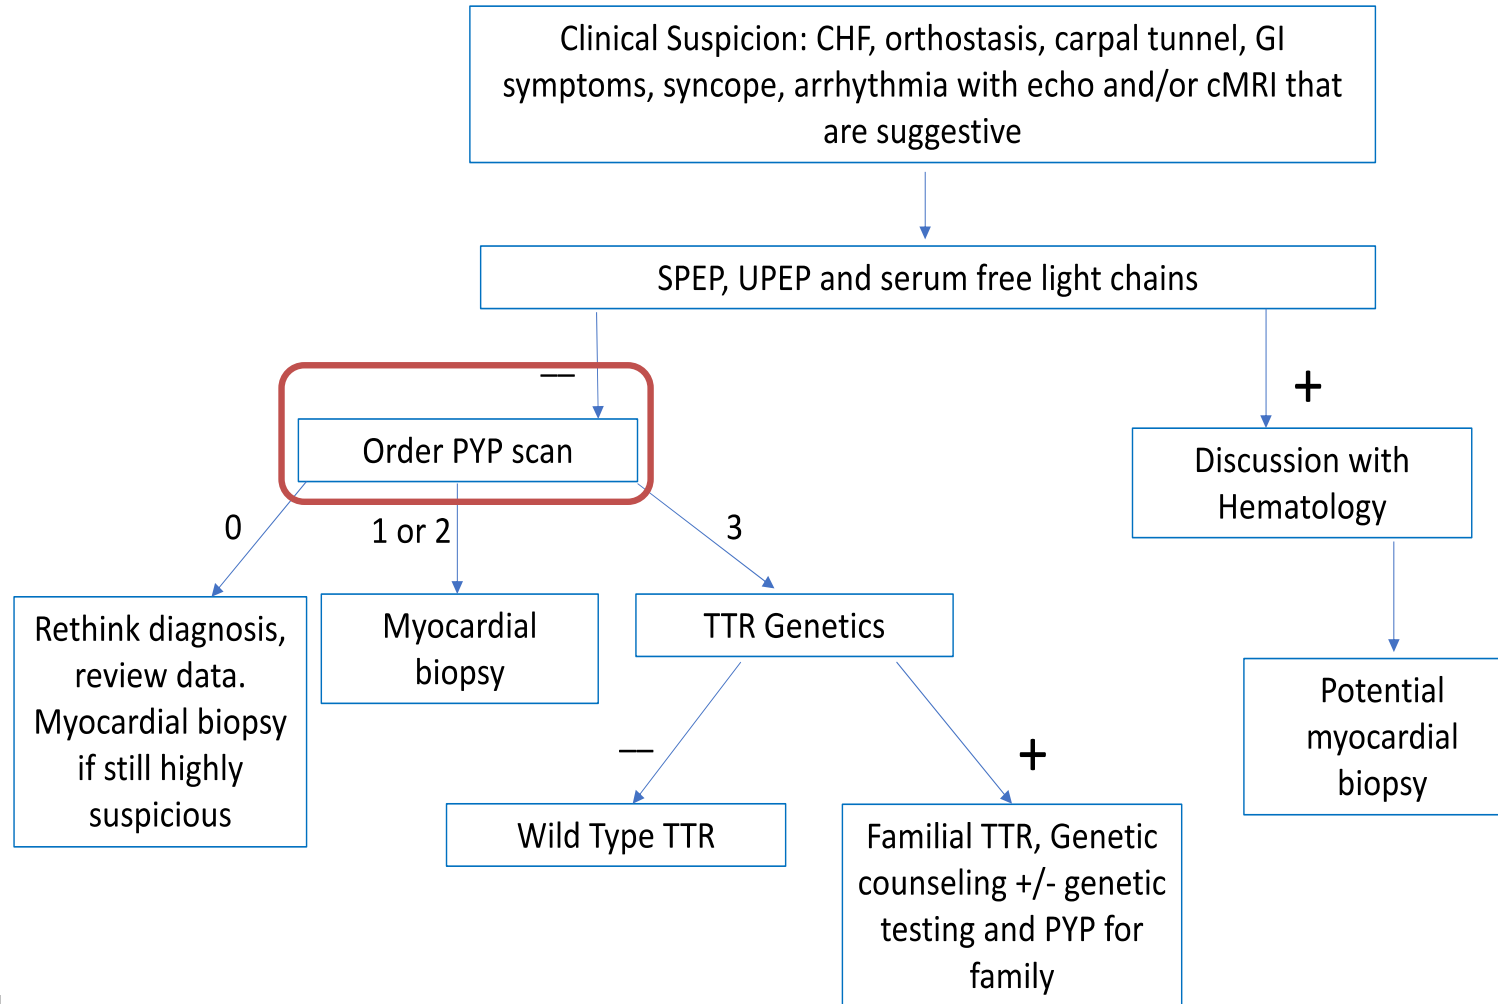 Clinical Suspicion: CHF, orthostasis, carpal tunnel, GI
symptoms, syncope, arrhythmia with echo and/or cMRI that
are suggestive
SPEP, UPEP and serum free light chains
—
+
Order PYP scan
Discussion with
Hematology
0
1 or 2
3
Rethink diagnosis,
review data.
Myocardial biopsy
if still highly
suspicious
Myocardial
biopsy
TTR Genetics
Potential
myocardial
biopsy
—
+
Wild Type TTR
Familial TTR, Genetic
counseling +/- genetic
testing and PYP for
family